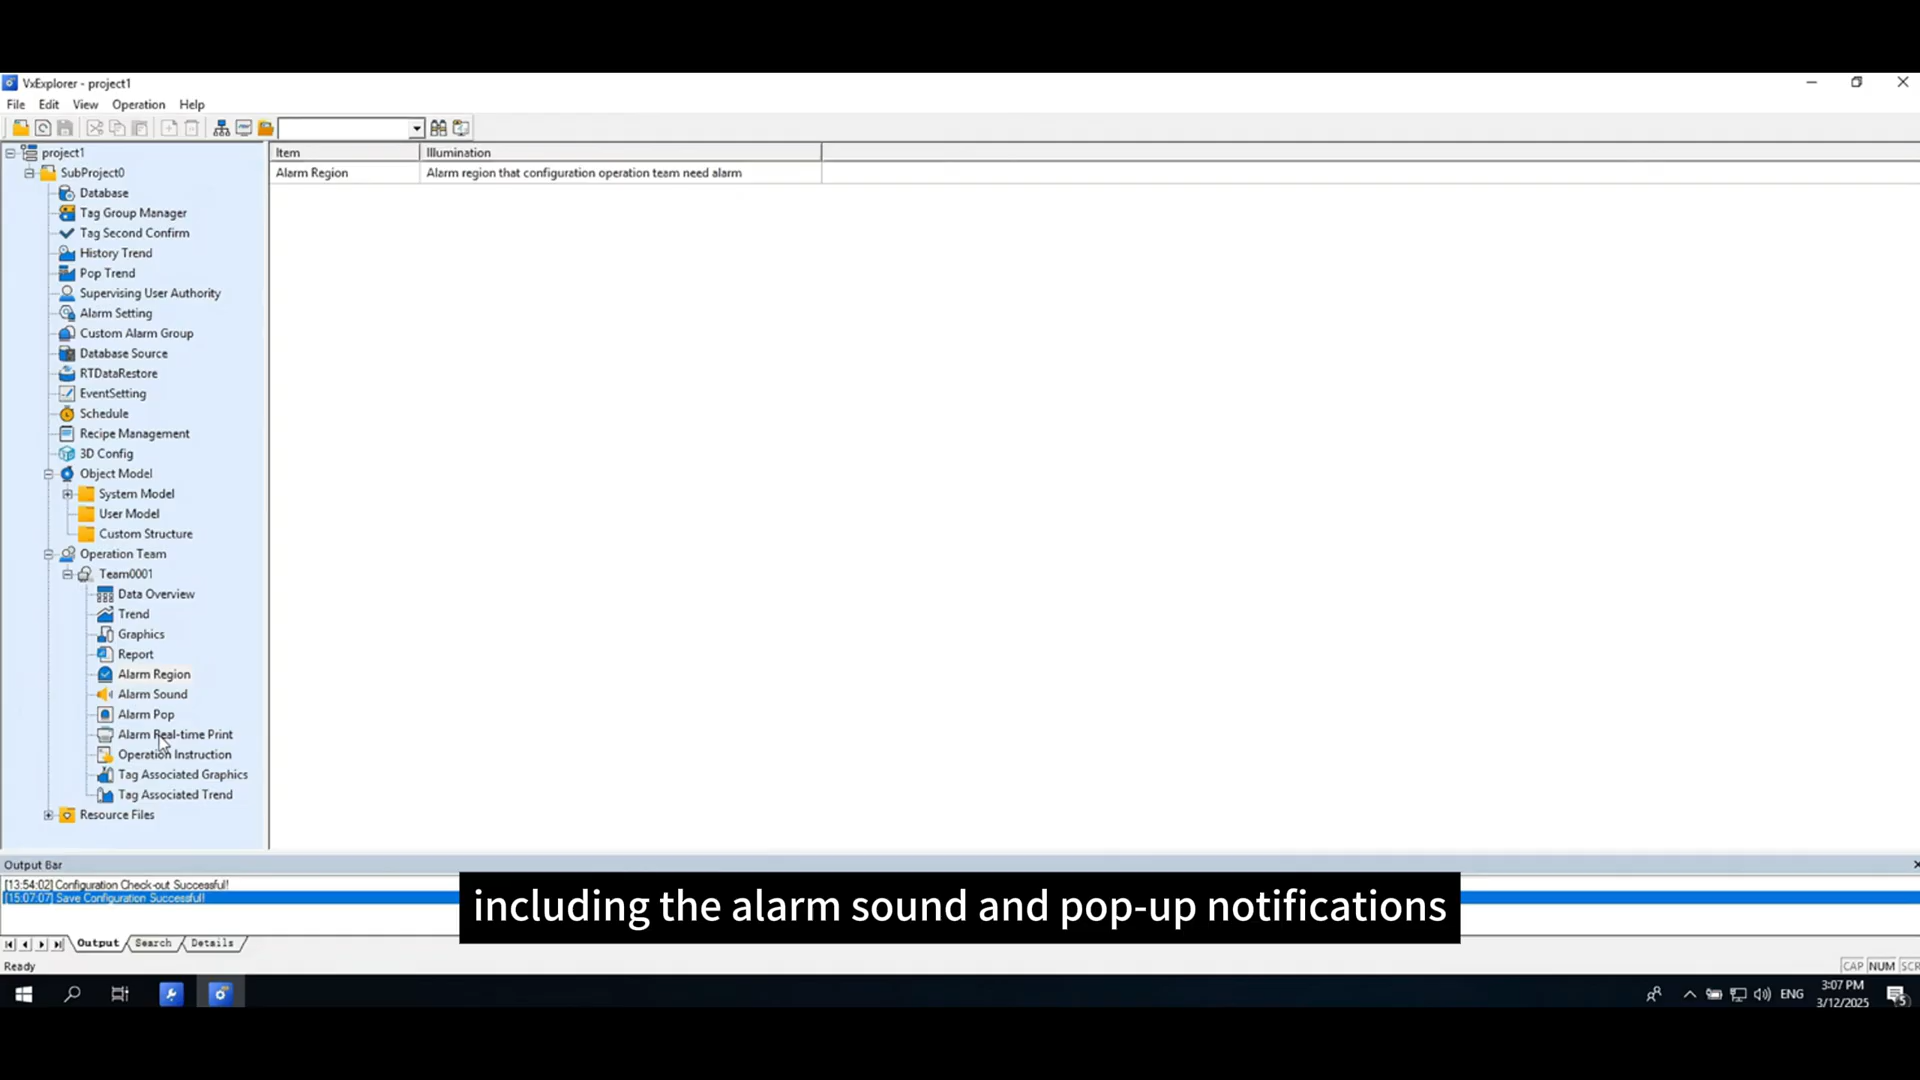 VxExplorer - project1
File Edit View Operation Help
project1
SubProject0
Database
Tag Group Manager
Tag Second Confirm
History Trend
Pop Trend
Supervising User Authority
Alarm Setting
Custom Alarm Group
Database Source
RTDataRestore
EventSetting
Schedule
Recipe Management
3D Config
Object Model
System Model
User Model
Custom Structure
Operation Team
Team0001
Data Overview
Trend
Graphics
Report
Alarm Region
Alarm Sound
Alarm Pop
Alarm Real-time Print
Operation Instruction
Tag Associated Graphics
Tag Associated Trend
Resource Files
Item Illumination
Alarm Region Alarm region that configuration operation team need alarm
Output Bar
[13:54:02] Configuration Check-out Successful!
[15:07:07] Save Configuration Successful!
including the alarm sound and pop-up notifications
Output Search Details
Ready
CAP NUM SCR
ENG
3:07 PM
3/12/2025
5